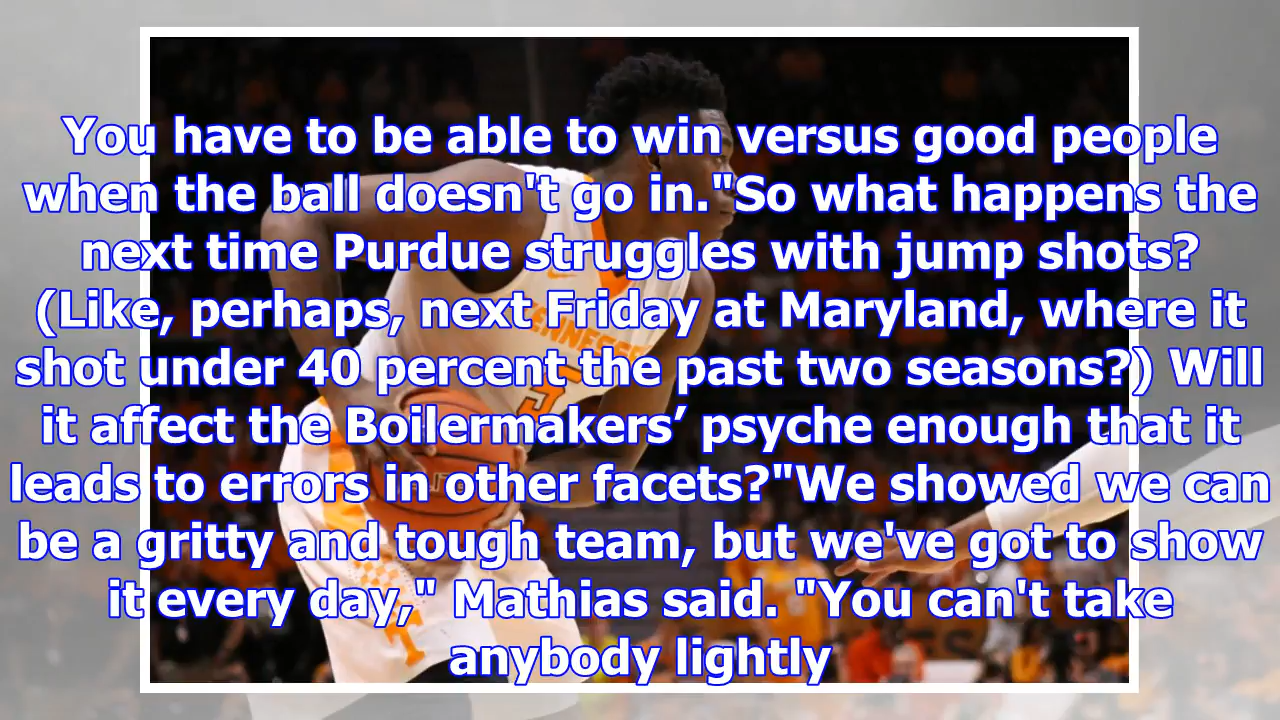 You have to be able to win versus good people
when the ball doesn't go in."So what happens the
next time Purdue struggles with jump shots?
(Like, perhaps, next Friday at Maryland, where it
shot under 40 percent the past two seasons?) Will
it affect the Boilermakers’ psyche enough that it
leads to errors in other facets?"We showed we can
be a gritty and tough team, but we've got to show
it every day," Mathias said. "You can't take
anybody lightly